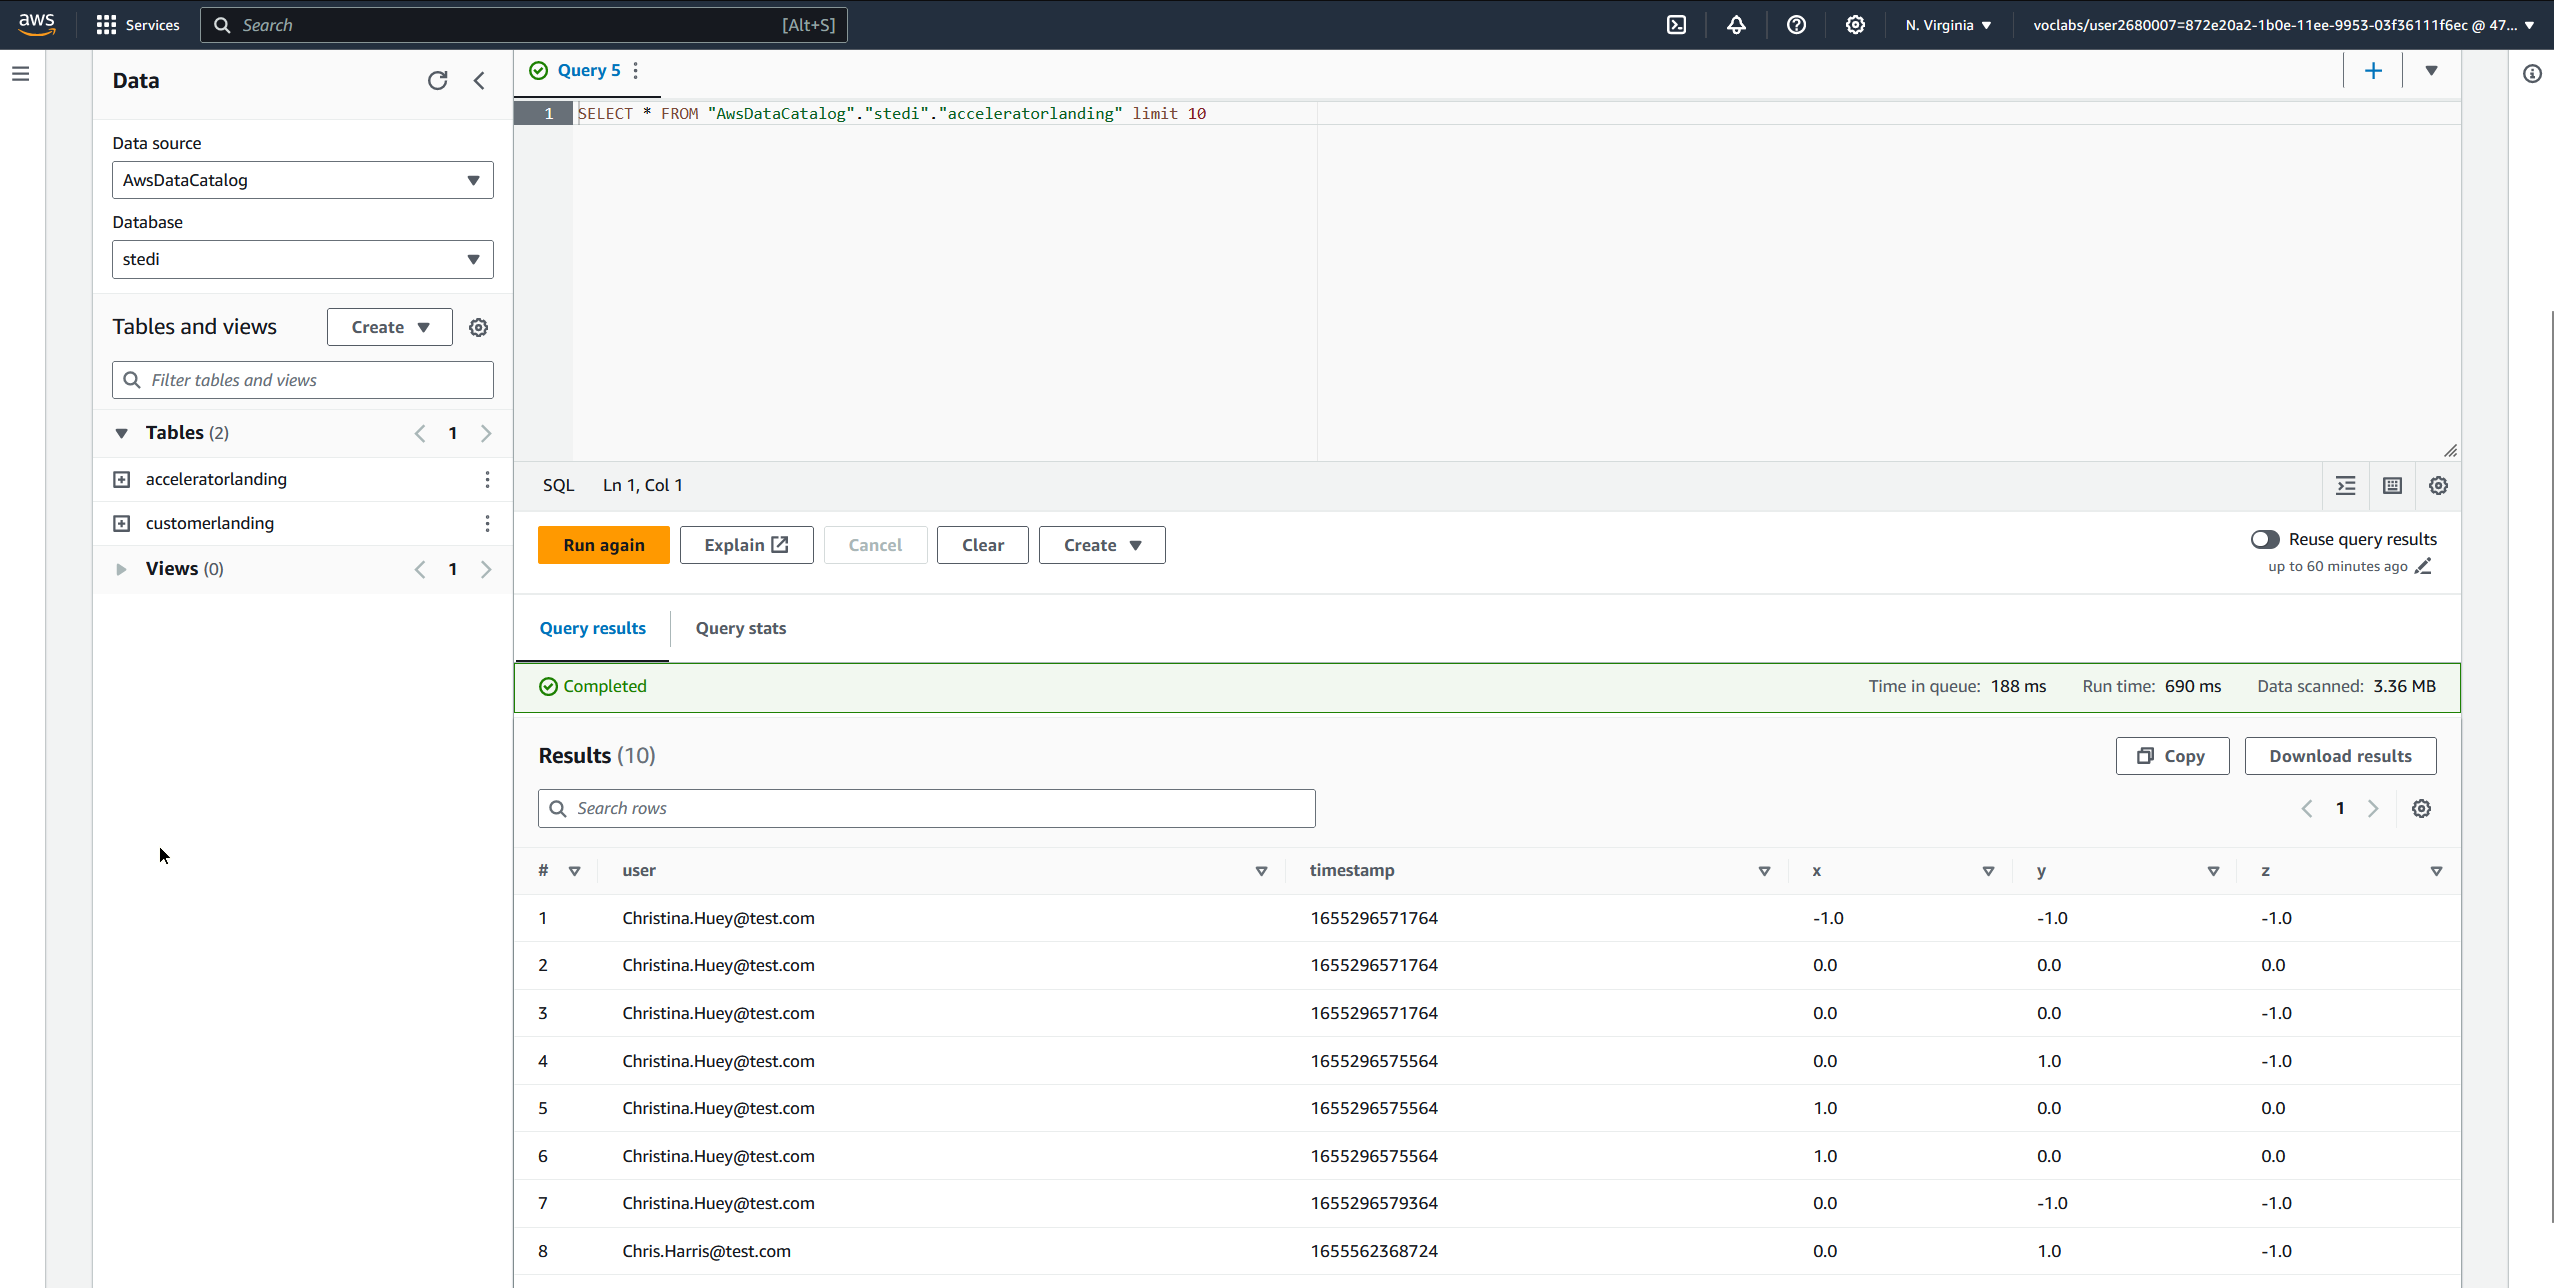 aws Services Search [Alt+S] N. Virginia voclabs/user2680007=872e20a2-1b0e-11ee-9953-03f36111f6ec @ 47...
Data
Data source
AwsDataCatalog
Database
stedi
Tables and views Create
Filter tables and views
Tables (2) 1
acceleratorlanding
customerlanding
Views (0) 1
Query 5
1 SELECT * FROM "AwsDataCatalog"."stedi"."acceleratorlanding" limit 10
SQL Ln 1, Col 1
Run again Explain Cancel Clear Create
Reuse query results
up to 60 minutes ago
Query results Query stats
Completed Time in queue: 188 ms Run time: 690 ms Data scanned: 3.36 MB
Results (10) Copy Download results
Search rows 1
# user timestamp x y z
1 Christina.Huey@test.com 1655296571764 -1.0 -1.0 -1.0
2 Christina.Huey@test.com 1655296571764 0.0 0.0 0.0
3 Christina.Huey@test.com 1655296571764 0.0 0.0 -1.0
4 Christina.Huey@test.com 1655296575564 0.0 1.0 -1.0
5 Christina.Huey@test.com 1655296575564 1.0 0.0 0.0
6 Christina.Huey@test.com 1655296575564 1.0 0.0 0.0
7 Christina.Huey@test.com 1655296579364 0.0 -1.0 -1.0
8 Chris.Harris@test.com 1655562368724 0.0 1.0 -1.0